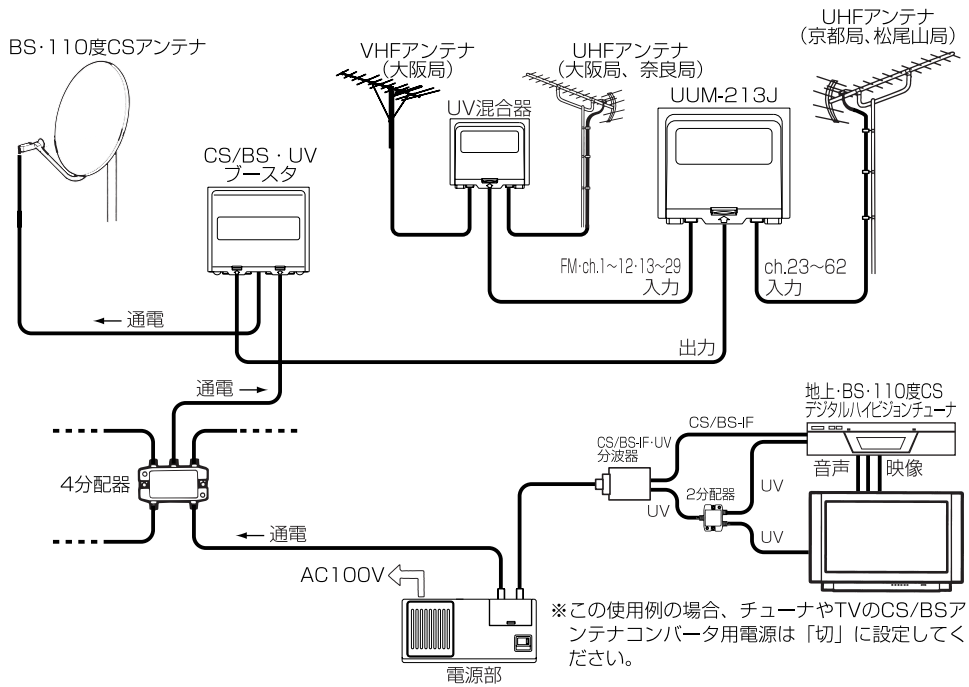 BS・110度CSアンテナ
VHFアンテナ
(大阪局)
UHFアンテナ
(大阪局、奈良局)
UHFアンテナ
(京都局、松尾山局)
UV混合器
UUM-213J
CS/BS・UV
ブースタ
FM・ch.1~12・13~29
入力
ch.23~62
入力
← 通電
出力
通電 →
4分配器
← 通電
AC100V
電源部
CS/BS-IF・UV
分波器
CS/BS-IF
UV
2分配器
UV
UV
地上・BS・110度CS
デジタルハイビジョンチューナ
音声
映像
※この使用例の場合、チューナやTVのCS/BSア
ンテナコンバータ用電源は「切」に設定してく
ださい。